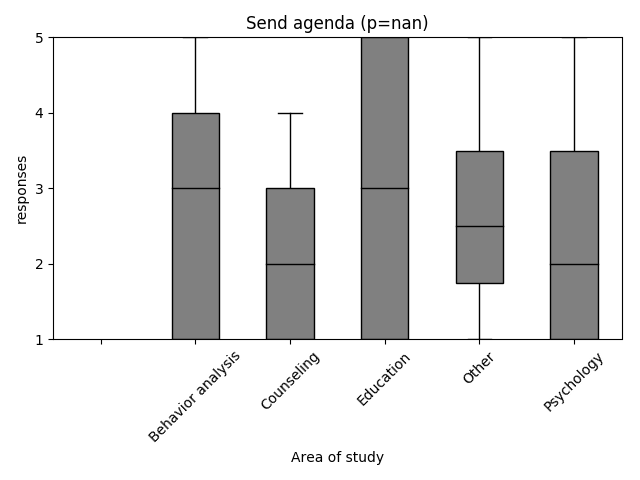 Send agenda (p=nan)
responses
5
4
3
2
1
Behavior analysis
Counseling
Education
Other
Psychology
Area of study